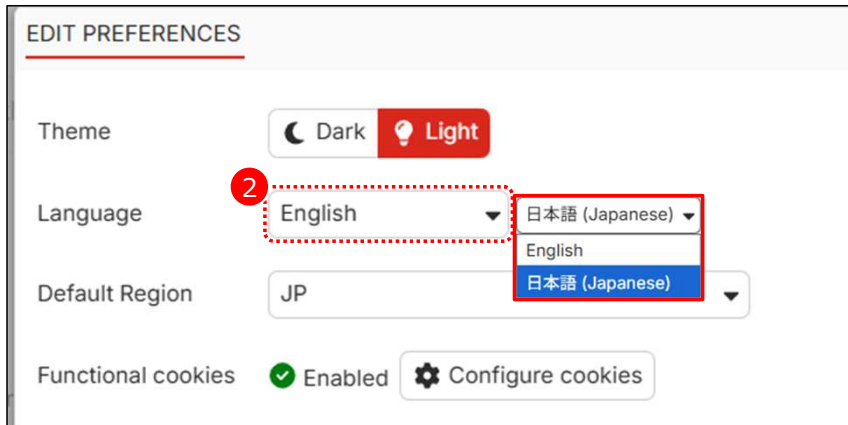 EDIT PREFERENCES
Theme
Dark
Light
2
Language
English
日本語 (Japanese)
English
日本語 (Japanese)
Default Region
JP
Functional cookies
Enabled
Configure cookies